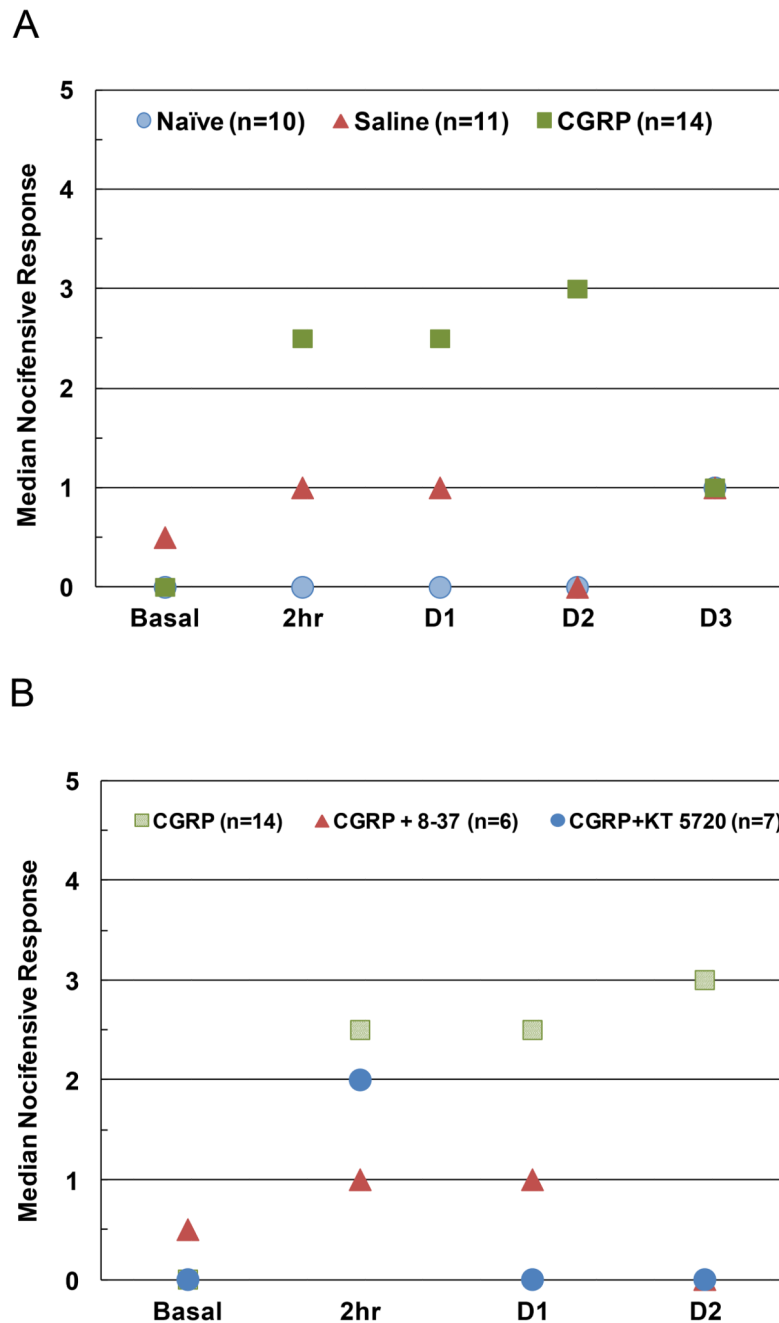 A
Median Nocifensive Response
5
4
3
2
1
0
Naïve (n=10) Saline (n=11) CGRP (n=14)
Basal 2hr D1 D2 D3
B
Median Nocifensive Response
5
4
3
2
1
0
CGRP (n=14) CGRP + 8-37 (n=6) CGRP+KT 5720 (n=7)
Basal 2hr D1 D2